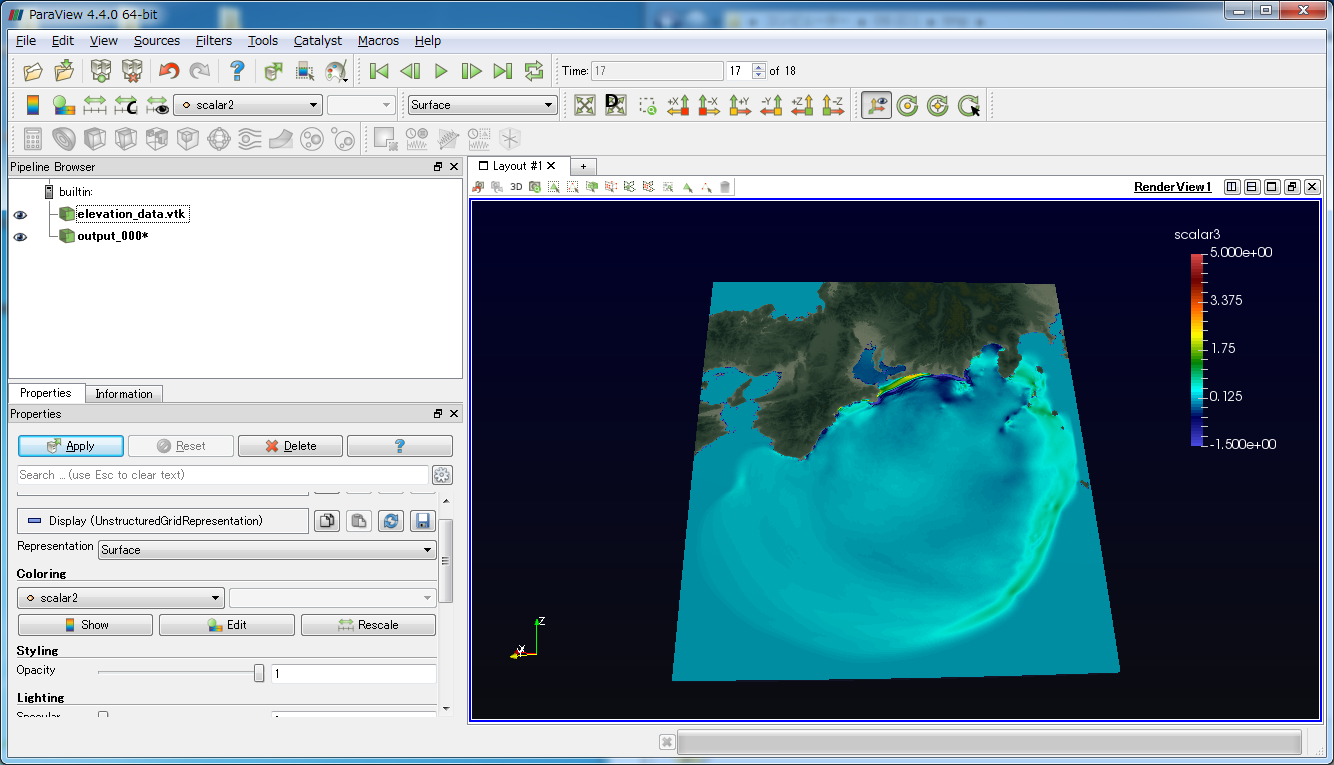 ParaView 4.4.0 64-bit
File Edit View Sources Filters Tools Catalyst Macros Help
Time: 17 17 of 18
scalar2 Surface
Pipeline Browser
builtin:
elevation_data.vtk
output_000*
Properties Information
Properties
Apply Reset Delete ?
Search ... (use Esc to clear text)
Display (UnstructuredGridRepresentation)
Representation Surface
Coloring
scalar2
Show Edit Rescale
Styling
Opacity 1
Lighting
Specular
Layout #1 +
3D RenderView1
scalar3
5.000e+00
3.375
1.75
0.125
-1.500e+00
Z